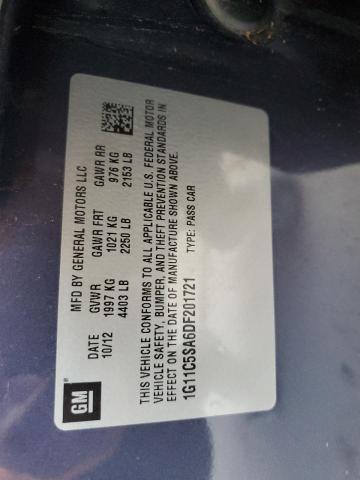 GM
MFD BY GENERAL MOTORS LLC
DATE GVWR GAWR FRT GAWR RR
10/12 1997 KG 1021 KG 976 KG
4403 LB 2250 LB 2153 LB
THIS VEHICLE CONFORMS TO ALL APPLICABLE U.S. FEDERAL MOTOR
VEHICLE SAFETY, BUMPER, AND THEFT PREVENTION STANDARDS IN
EFFECT ON THE DATE OF MANUFACTURE SHOWN ABOVE.
1G11C5SA6DF201721 TYPE: PASS CAR